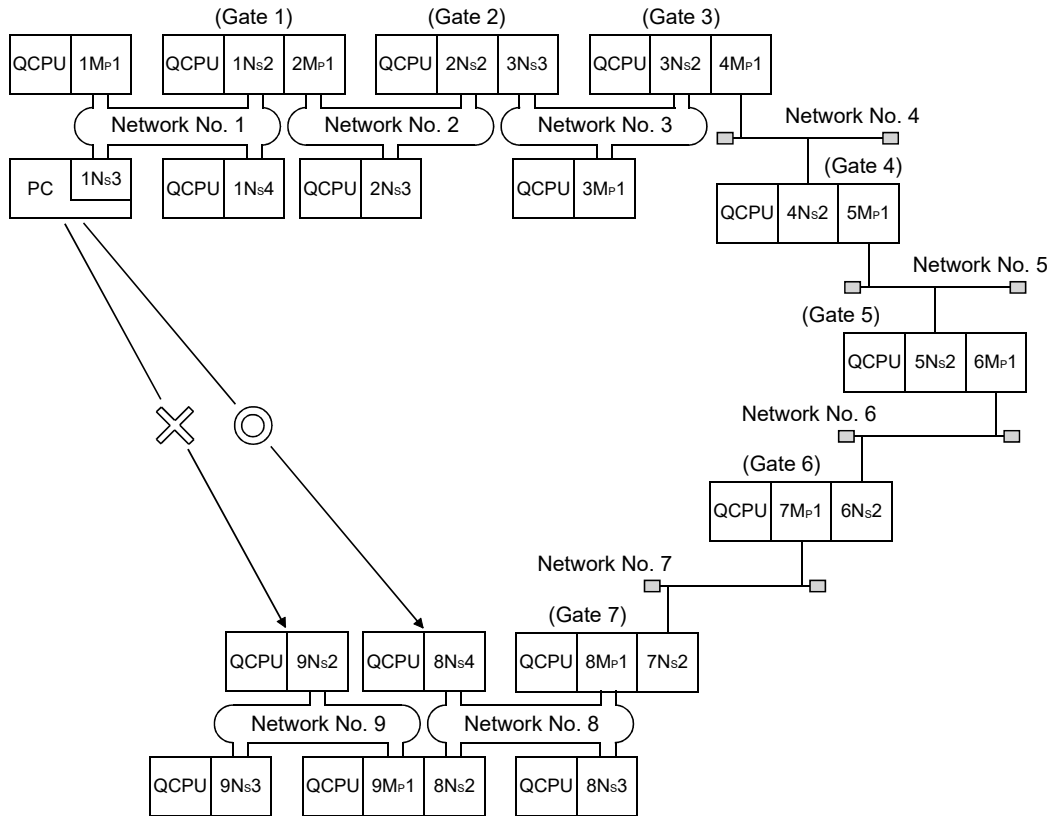 (Gate 1) (Gate 2) (Gate 3)
QCPU 1MP1 QCPU 1NS2 2MP1 QCPU 2NS2 3NS3 QCPU 3NS2 4MP1
Network No. 1 Network No. 2 Network No. 3 Network No. 4
PC 1NS3 QCPU 1NS4 QCPU 2NS3 QCPU 3MP1
(Gate 4)
QCPU 4NS2 5MP1
Network No. 5
(Gate 5)
QCPU 5NS2 6MP1
Network No. 6
(Gate 6)
QCPU 7MP1 6NS2
Network No. 7
(Gate 7)
QCPU 9NS2 QCPU 8NS4 QCPU 8MP1 7NS2
Network No. 9 Network No. 8
QCPU 9NS3 QCPU 9MP1 8NS2 QCPU 8NS3